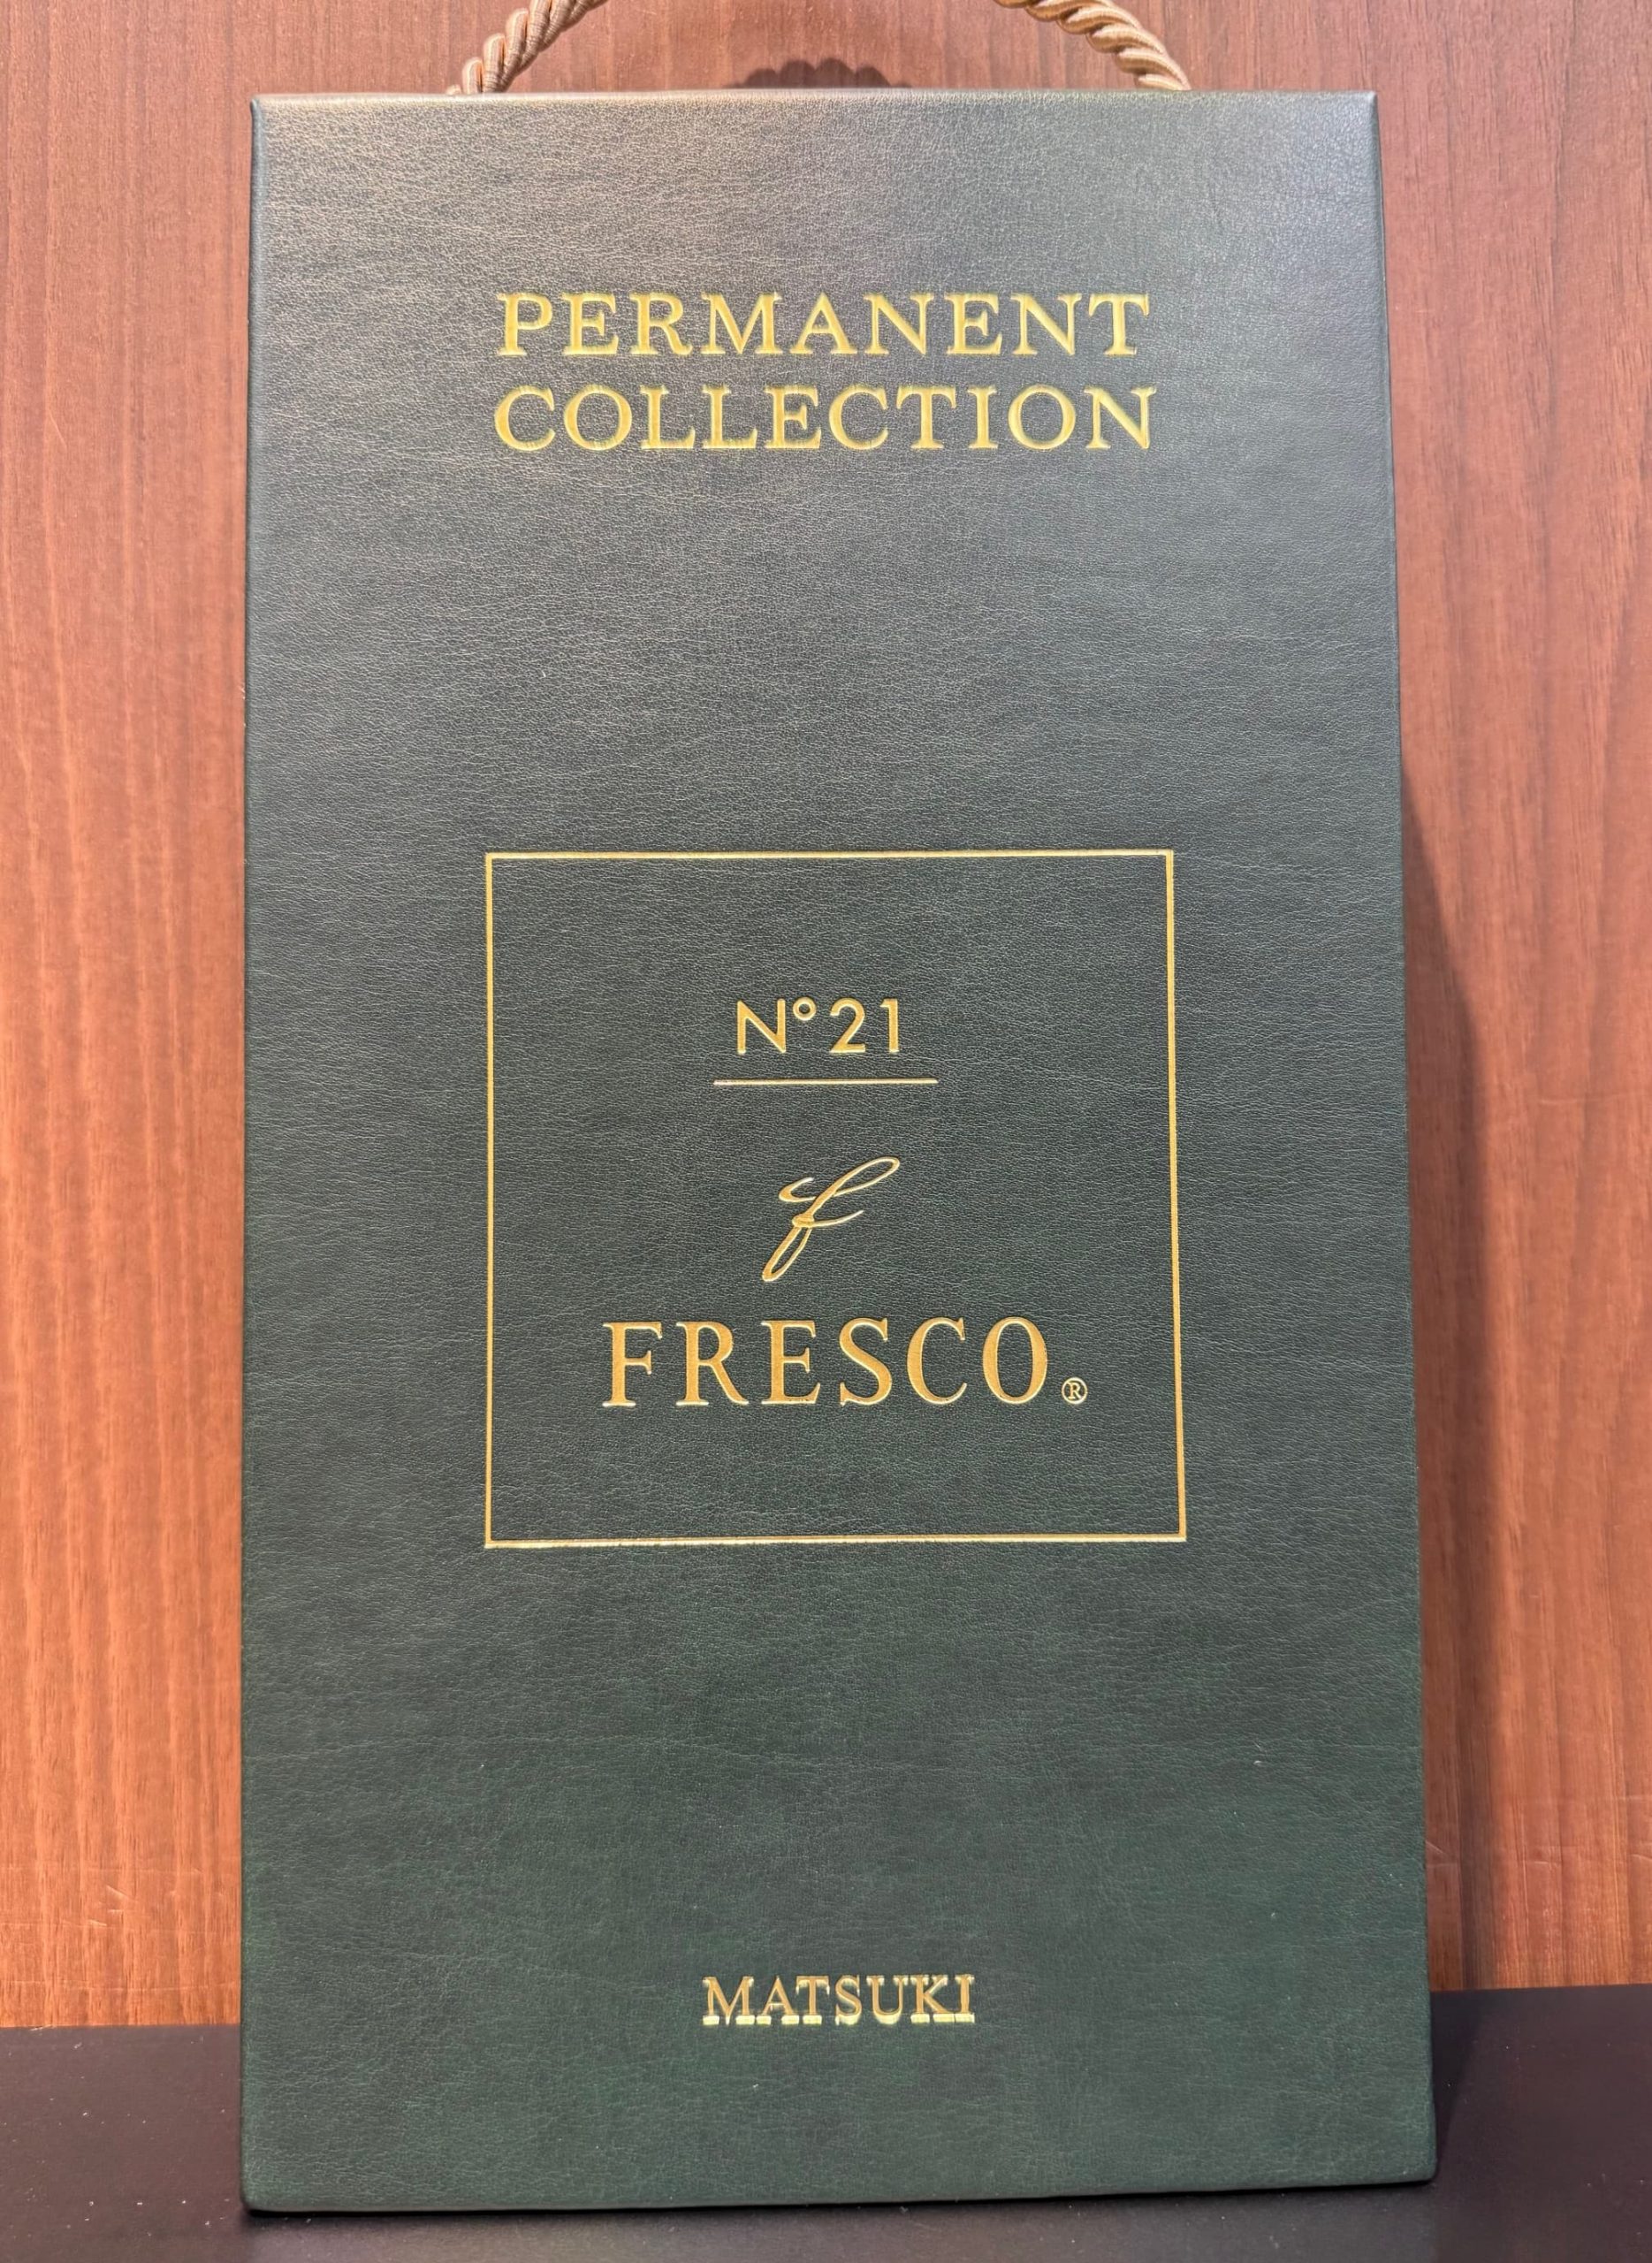 PERMANENT
COLLECTION
N°21
f
FRESCO®
MATSUKI